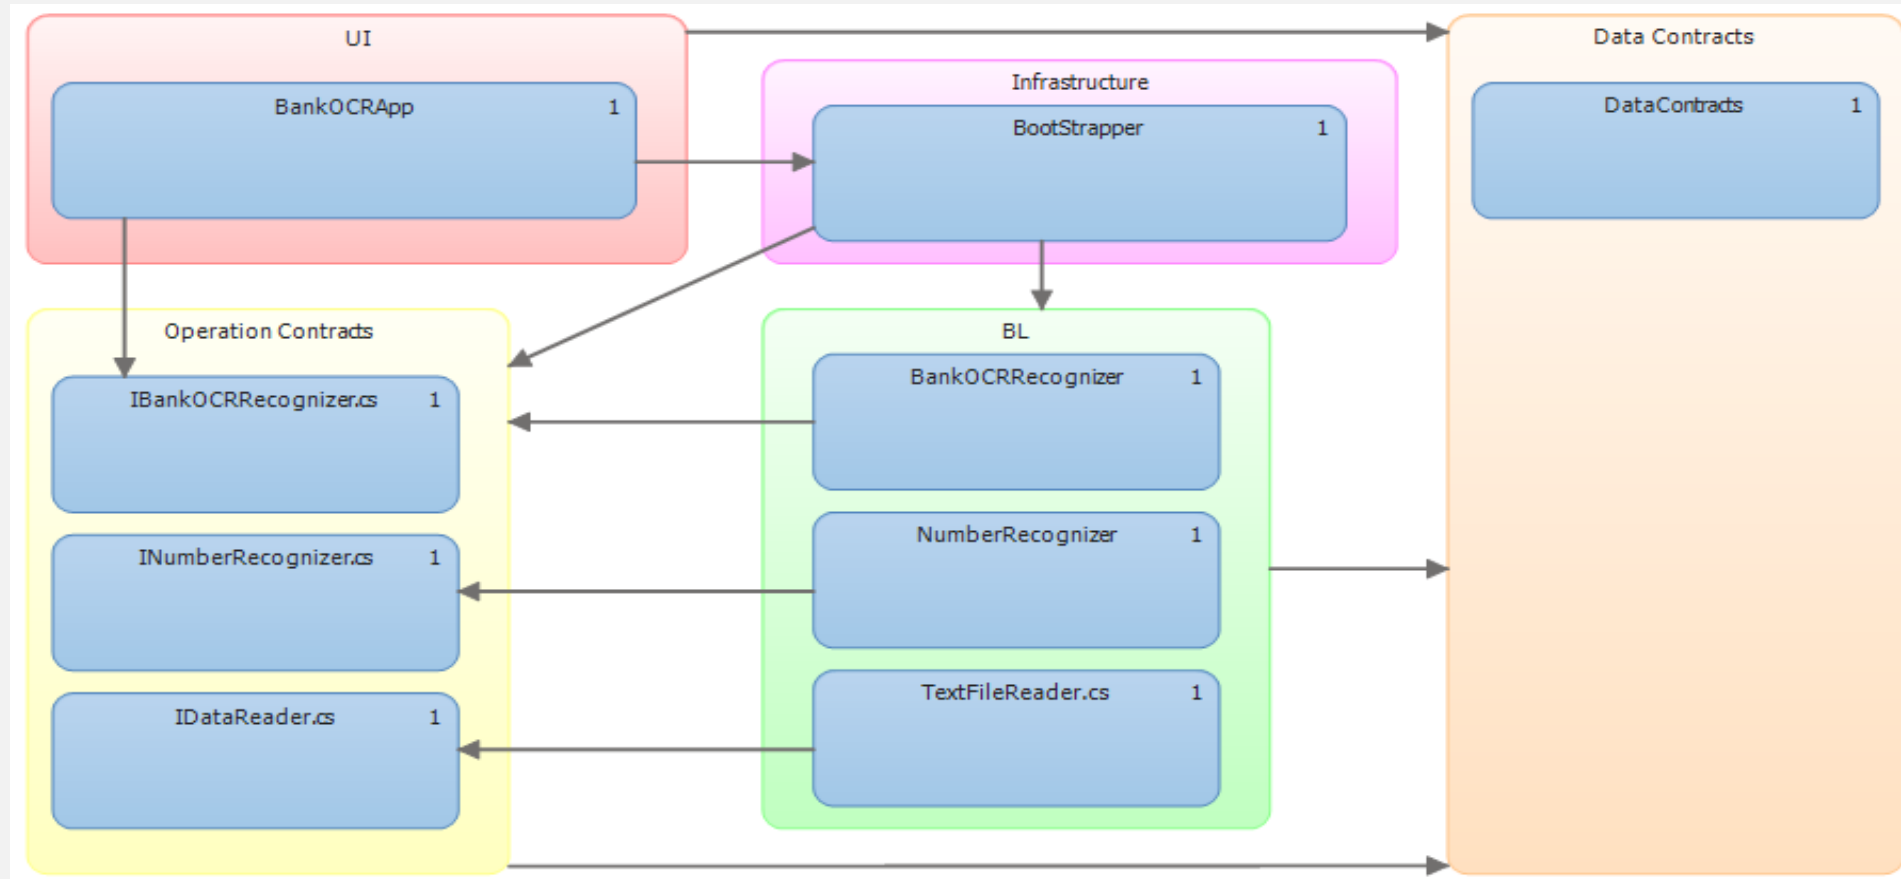 UI
BankOCRApp 1
Infrastructure
BootStrapper 1
Data Contracts
DataContracts 1
Operation Contracts
IBankOCRRecognizer.cs 1
INumberRecognizer.cs 1
IDataReader.cs 1
BL
BankOCRRecognizer 1
NumberRecognizer 1
TextFileReader.cs 1